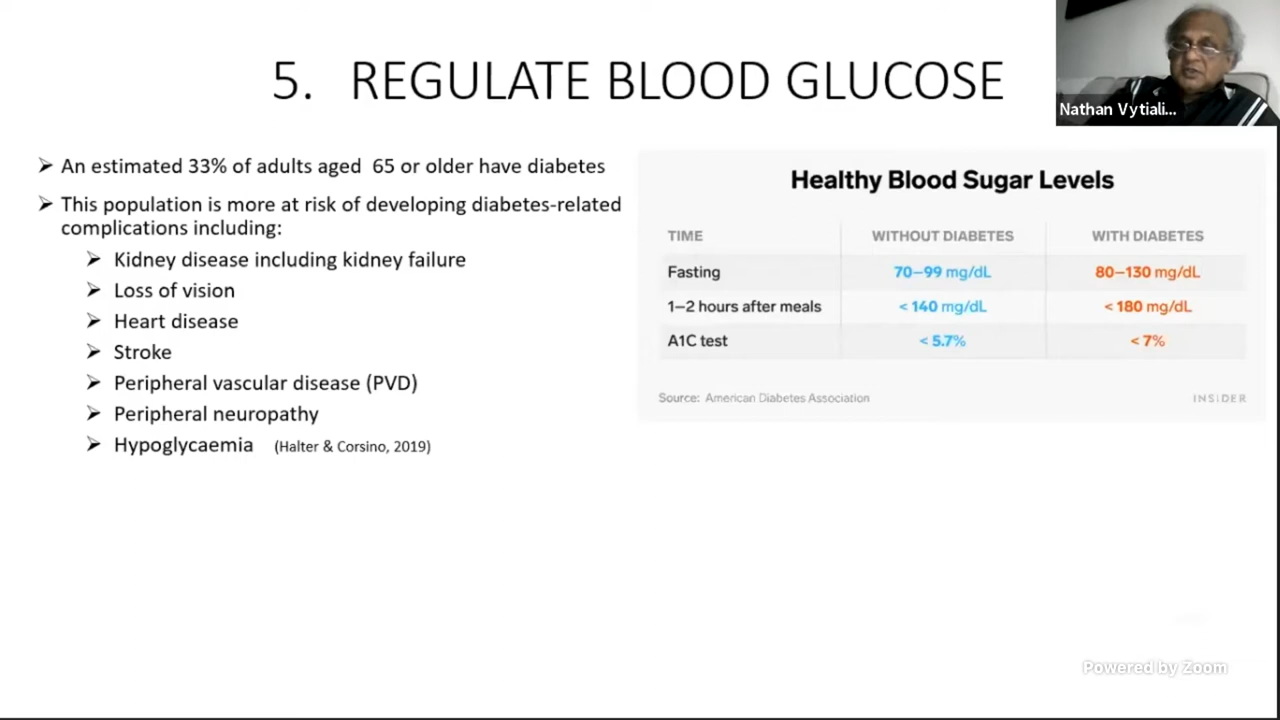 5. REGULATE BLOOD GLUCOSE
Nathan Vytiali...
➤ An estimated 33% of adults aged 65 or older have diabetes
➤ This population is more at risk of developing diabetes-related
complications including:
➤ Kidney disease including kidney failure
➤ Loss of vision
➤ Heart disease
➤ Stroke
➤ Peripheral vascular disease (PVD)
➤ Peripheral neuropathy
➤ Hypoglycaemia (Halter & Corsino, 2019)
Healthy Blood Sugar Levels
TIME WITHOUT DIABETES WITH DIABETES
Fasting 70–99 mg/dL 80–130 mg/dL
1–2 hours after meals < 140 mg/dL < 180 mg/dL
A1C test < 5.7% < 7%
Source: American Diabetes Association INSIDER
Powered by Zoom